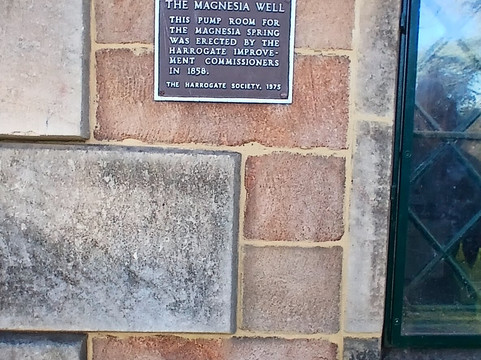 THE MAGNESIA WELL
THIS PUMP ROOM FOR
THE MAGNESIA SPRING
WAS ERECTED BY THE
HARROGATE IMPROVE-
MENT COMMISSIONERS
IN 1858.
THE HARROGATE SOCIETY, 1975